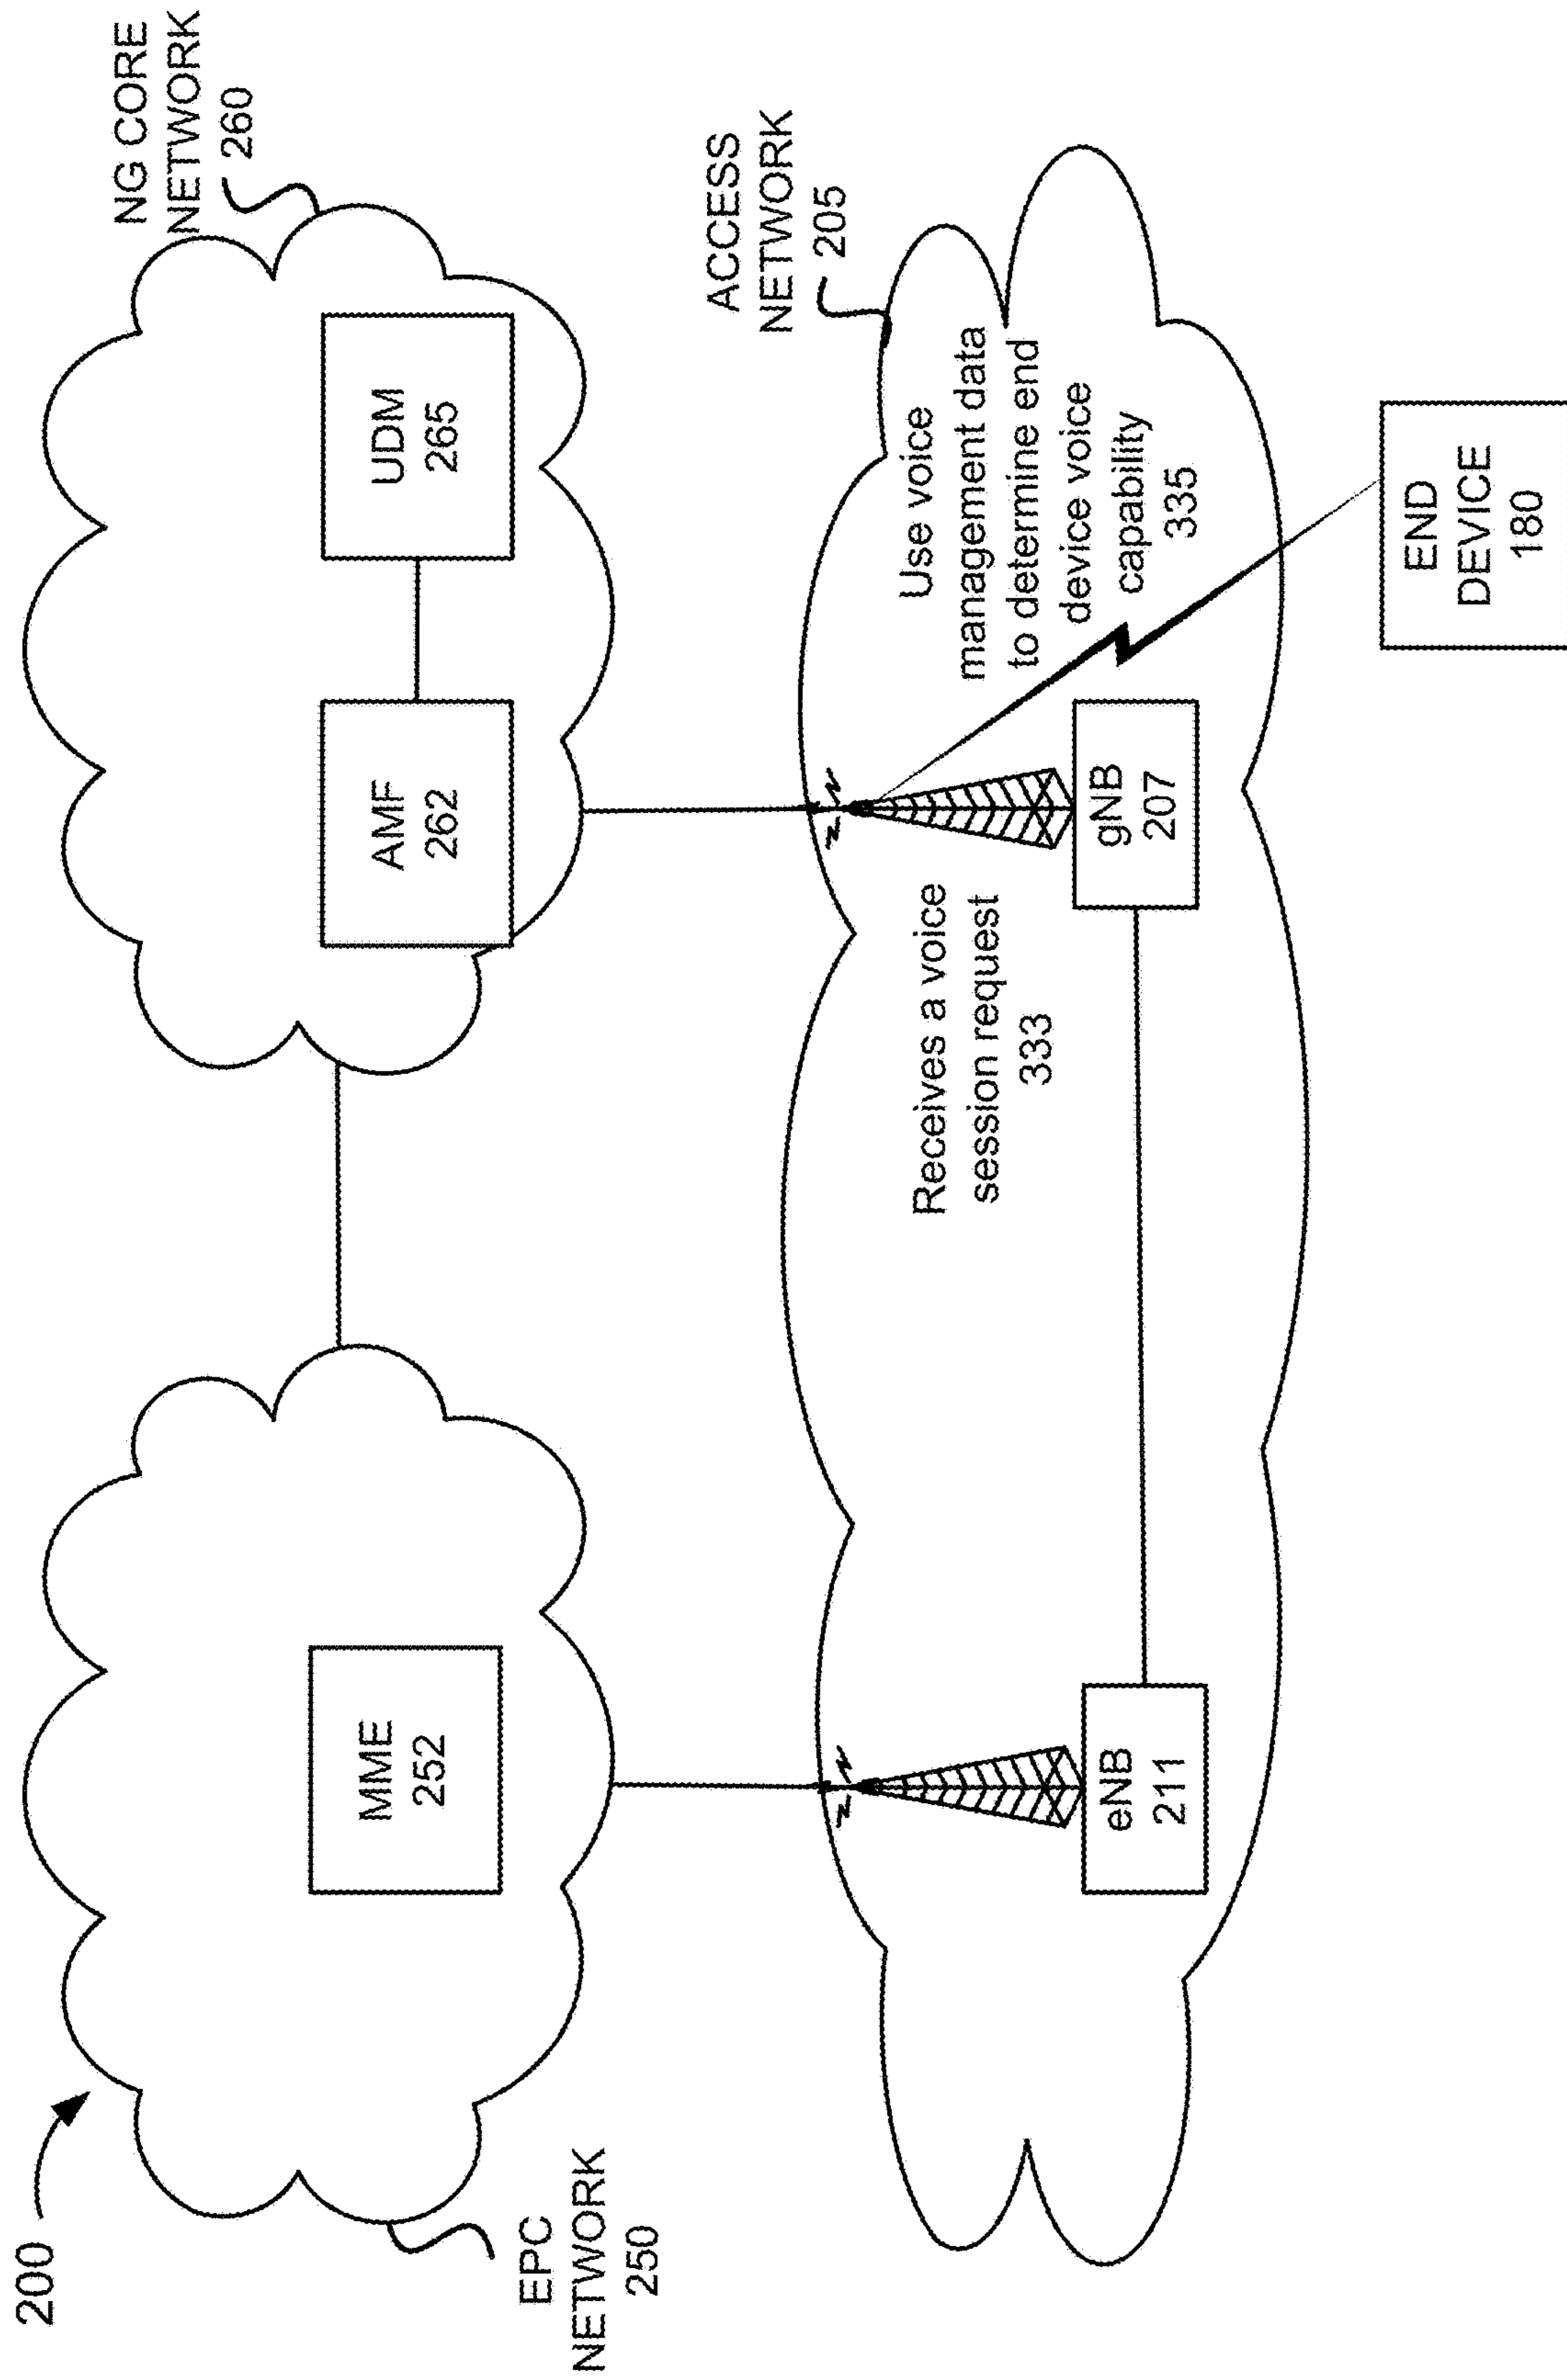 200
EPC
NETWORK
250
MME
252
NG CORE
NETWORK
260
AMF
262
UDM
265
ACCESS
NETWORK
205
eNB
211
Receives a voice
session request
333
gNB
207
Use voice
management data
to determine end
device voice
capability
335
END
DEVICE
180